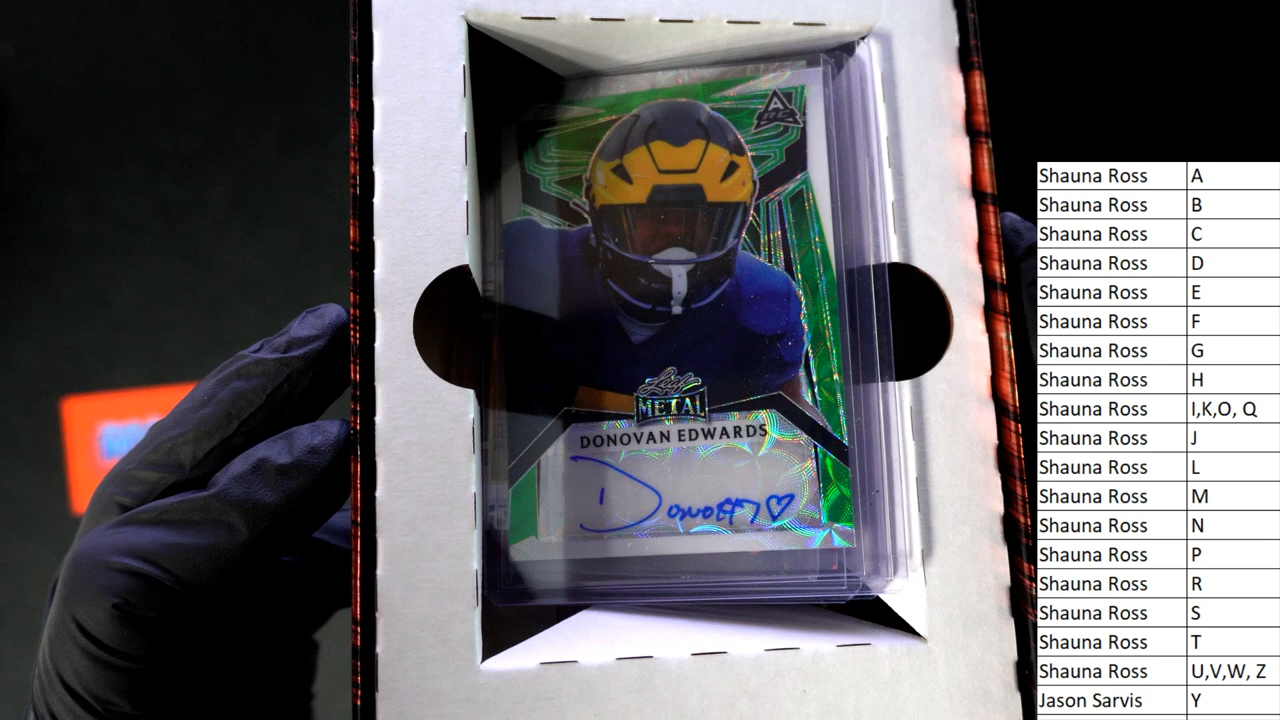 A
Leaf
METAL
DONOVAN EDWARDS
Shauna Ross A
Shauna Ross B
Shauna Ross C
Shauna Ross D
Shauna Ross E
Shauna Ross F
Shauna Ross G
Shauna Ross H
Shauna Ross I,K,O, Q
Shauna Ross J
Shauna Ross L
Shauna Ross M
Shauna Ross N
Shauna Ross P
Shauna Ross R
Shauna Ross S
Shauna Ross T
Shauna Ross U,V,W, Z
Jason Sarvis Y